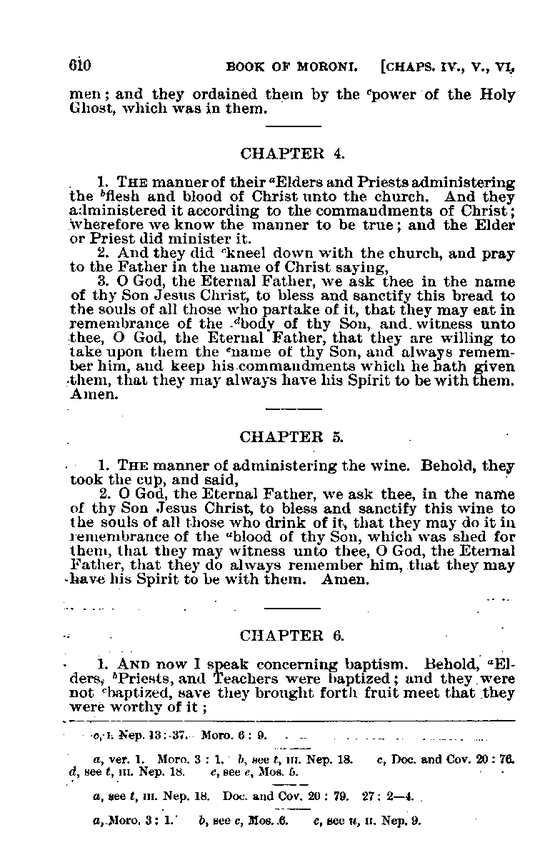 610 BOOK OF MORONI. [CHAPS. IV., V., VI.
men; and they ordained them by the ᵉpower of the Holy
Ghost, which was in them.
CHAPTER 4.
1. THE manner of their ᵃElders and Priests administering
the ᵇflesh and blood of Christ unto the church. And they
administered it according to the commandments of Christ;
wherefore we know the manner to be true; and the Elder
or Priest did minister it.
2. And they did ᶜkneel down with the church, and pray
to the Father in the name of Christ saying,
3. O God, the Eternal Father, we ask thee in the name
of thy Son Jesus Christ, to bless and sanctify this bread to
the souls of all those who partake of it, that they may eat in
remembrance of the ᵈbody of thy Son, and witness unto
thee, O God, the Eternal Father, that they are willing to
take upon them the ᵉname of thy Son, and always remem-
ber him, and keep his commandments which he hath given
them, that they may always have his Spirit to be with them.
Amen.
CHAPTER 5.
1. THE manner of administering the wine. Behold, they
took the cup, and said,
2. O God, the Eternal Father, we ask thee, in the name
of thy Son Jesus Christ, to bless and sanctify this wine to
the souls of all those who drink of it, that they may do it in
remembrance of the ᵃblood of thy Son, which was shed for
them, that they may witness unto thee, O God, the Eternal
Father, that they do always remember him, that they may
have his Spirit to be with them. Amen.
CHAPTER 6.
1. AND now I speak concerning baptism. Behold, ᵃEl-
ders, ᵇPriests, and Teachers were baptized; and they were
not ᶜbaptized, save they brought forth fruit meet that they
were worthy of it;
e, 1. Nep. 13: 37. Moro. 6: 9.
a, ver. 1. Moro. 3: 1. b, see t, III. Nep. 18. c, Doc. and Cov. 20: 76.
d, see t, III. Nep. 18. e, see e, Mos. 5.
a, see t, III. Nep. 18. Doc. and Cov. 20: 79. 27: 2—4.
a, Moro. 3: 1. b, see c, Mos. 6. c, see u, II. Nep. 9.